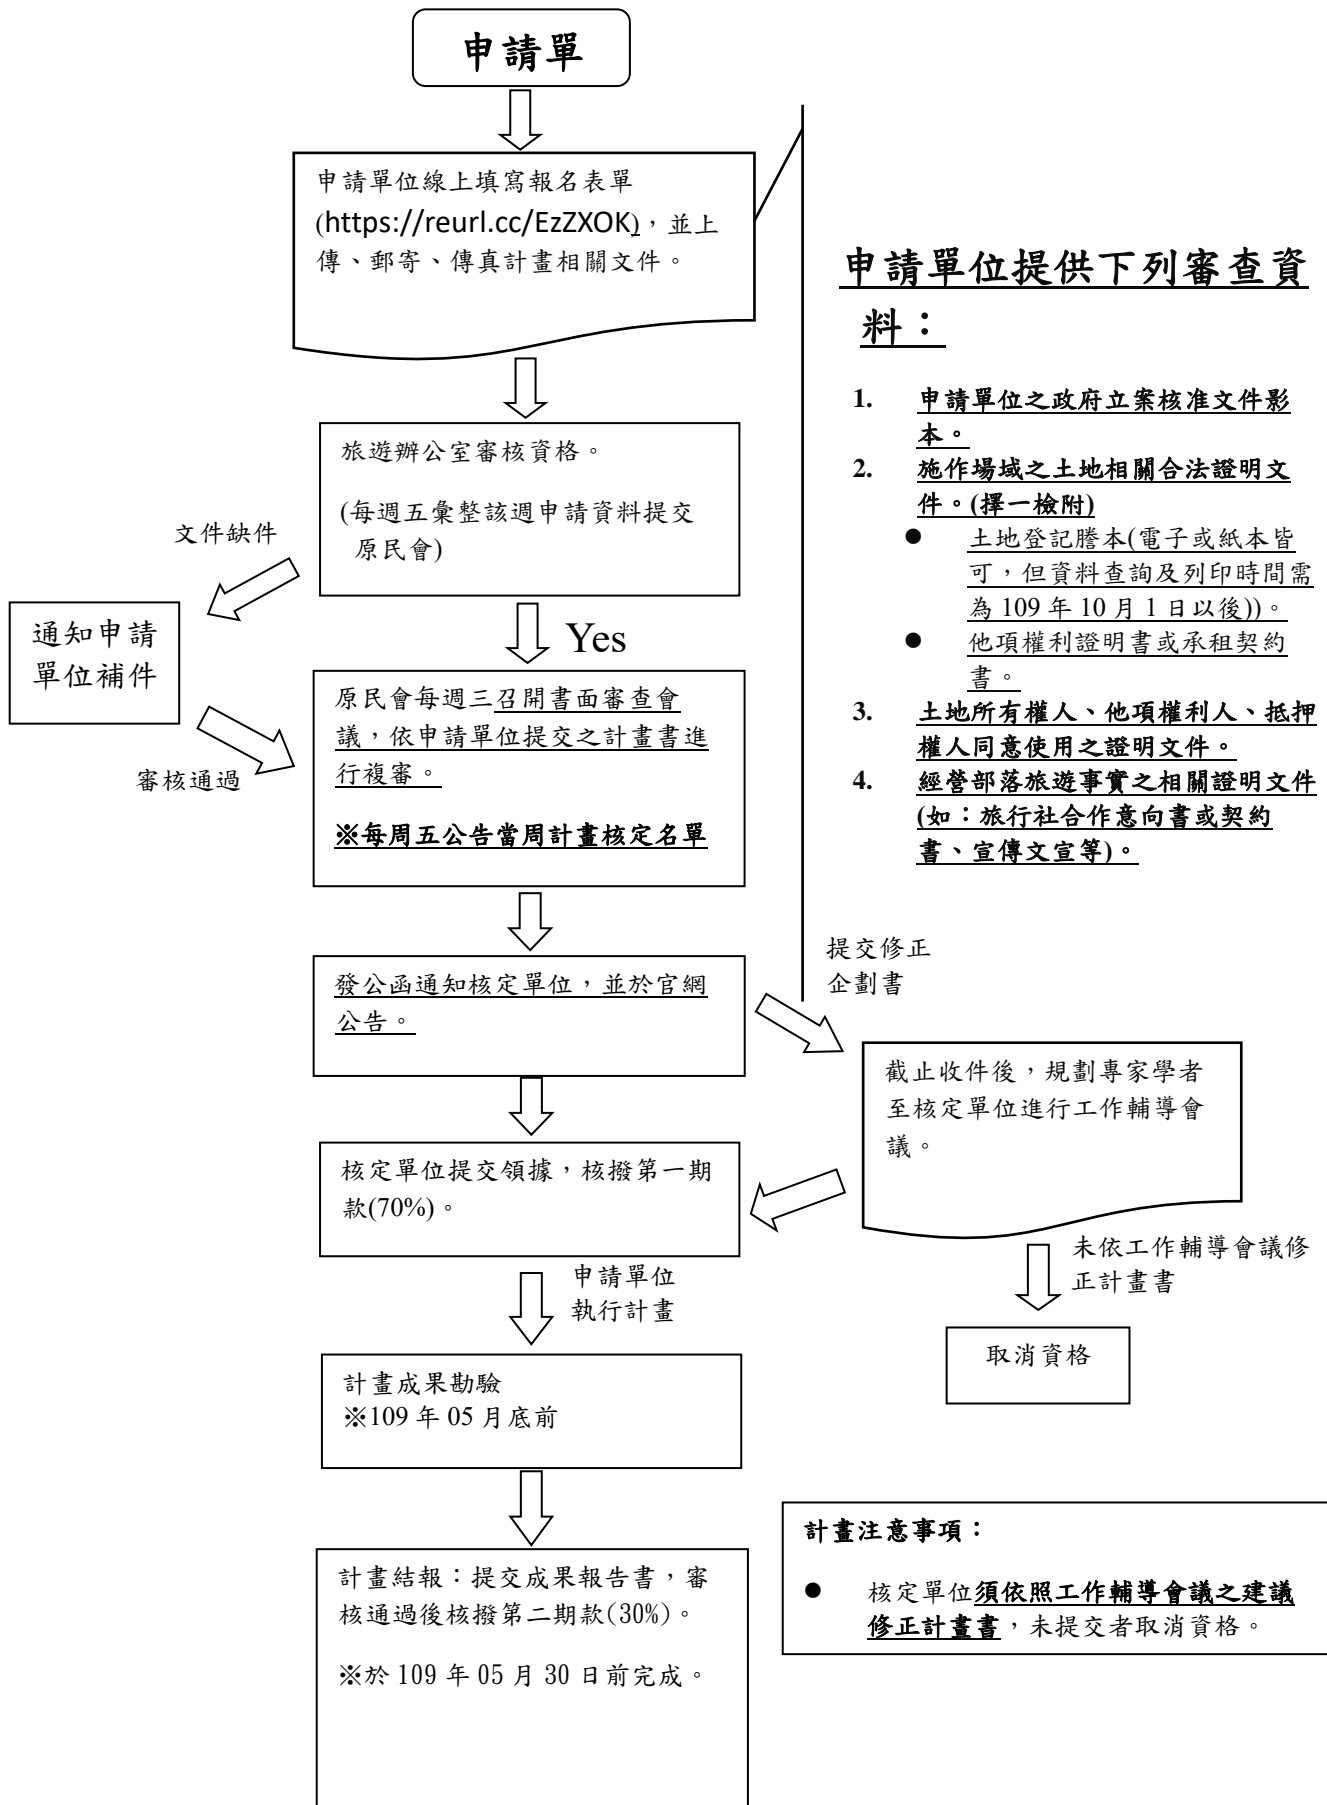 申請單
申請單位線上填寫報名表單
(https://reurl.cc/EzZXOK)，並上
傳、郵寄、傳真計畫相關文件。
申請單位提供下列審查資
料：
1. 申請單位之政府立案核准文件影
本。
2. 施作場域之土地相關合法證明文
件。(擇一檢附)
● 土地登記謄本(電子或紙本皆
可，但資料查詢及列印時間需
為 109 年 10 月 1 日以後))。
● 他項權利證明書或承租契約
書。
3. 土地所有權人、他項權利人、抵押
權人同意使用之證明文件。
4. 經營部落旅遊事實之相關證明文件
(如：旅行社合作意向書或契約
書、宣傳文宣等)。
旅遊辦公室審核資格。
(每週五彙整該週申請資料提交
原民會)
文件缺件
通知申請
單位補件
Yes
審核通過
原民會每週三召開書面審查會
議，依申請單位提交之計畫書進
行複審。
※每周五公告當周計畫核定名單
發公函通知核定單位，並於官網
公告。
提交修正
企劃書
截止收件後，規劃專家學者
至核定單位進行工作輔導會
議。
核定單位提交領據，核撥第一期
款(70%)。
未依工作輔導會議修
正計畫書
取消資格
申請單位
執行計畫
計畫成果勘驗
※109 年 05 月底前
計畫結報：提交成果報告書，審
核通過後核撥第二期款(30%)。
※於 109 年 05 月 30 日前完成。
計畫注意事項：
● 核定單位須依照工作輔導會議之建議
修正計畫書，未提交者取消資格。